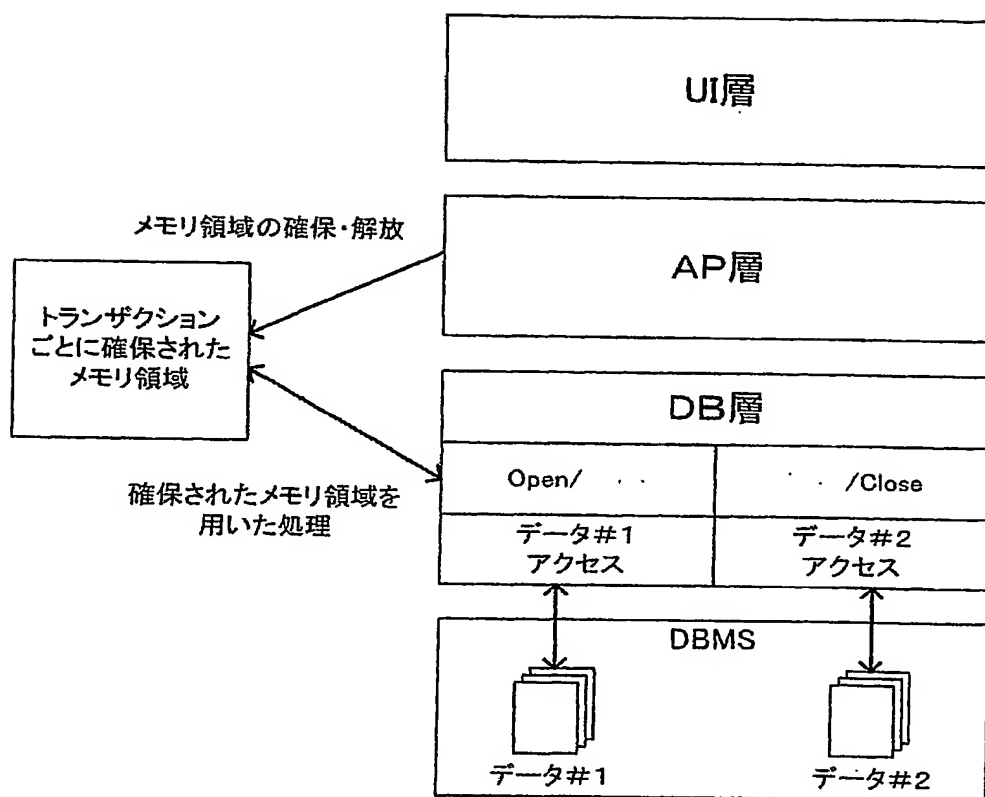 UI層
メモリ領域の確保・解放
AP層
トランザクション
ごとに確保された
メモリ領域
DB層
Open/ ・・
・・/Close
確保されたメモリ領域を
用いた処理
データ#1
アクセス
データ#2
アクセス
DBMS
データ#1
データ#2